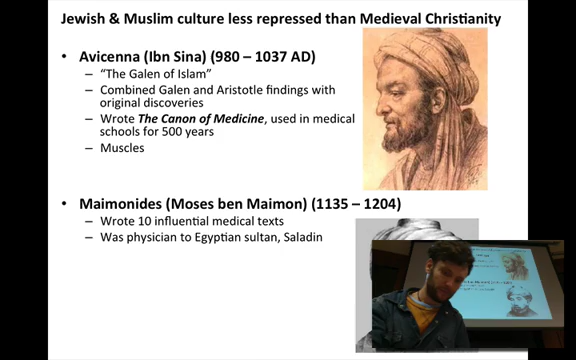 Jewish & Muslim culture less repressed than Medieval Christianity
• Avicenna (Ibn Sina) (980 – 1037 AD)
– "The Galen of Islam"
– Combined Galen and Aristotle findings with
original discoveries
– Wrote The Canon of Medicine, used in medical
schools for 500 years
– Muscles
• Maimonides (Moses ben Maimon) (1135 – 1204)
– Wrote 10 influential medical texts
– Was physician to Egyptian sultan, Saladin